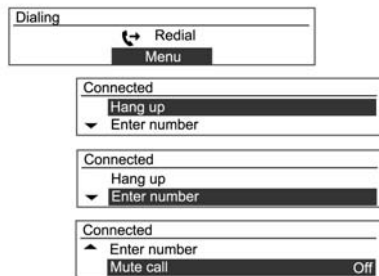 Dialing
Redial
Menu
Connected
Hang up
Enter number
Connected
Hang up
Enter number
Connected
Enter number
Mute call Off